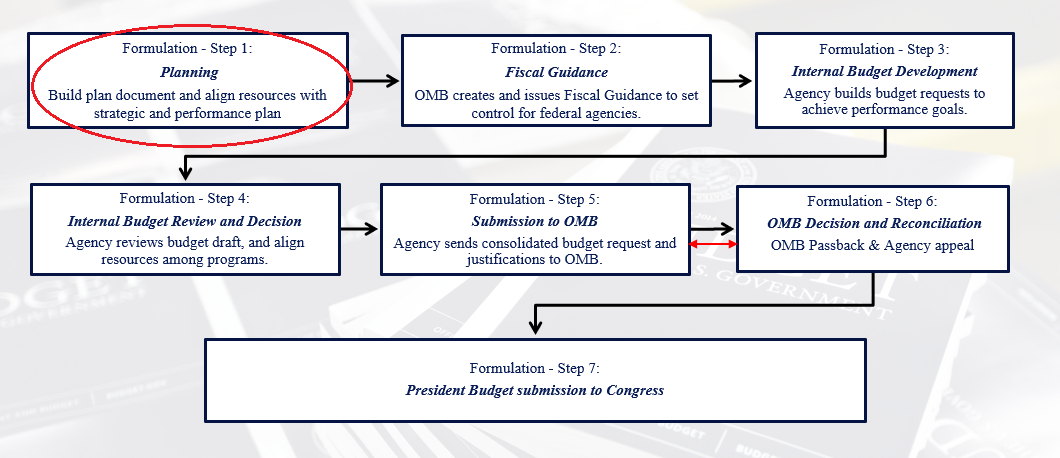 Formulation - Step 1:
Planning
Build plan document and align resources with
strategic and performance plan
Formulation - Step 2:
Fiscal Guidance
OMB creates and issues Fiscal Guidance to set
control for federal agencies.
Formulation - Step 3:
Internal Budget Development
Agency builds budget requests to
achieve performance goals.
Formulation - Step 4:
Internal Budget Review and Decision
Agency reviews budget draft, and align
resources among programs.
Formulation - Step 5:
Submission to OMB
Agency sends consolidated budget request and
justifications to OMB.
Formulation - Step 6:
OMB Decision and Reconciliation
OMB Passback & Agency appeal
Formulation - Step 7:
President Budget submission to Congress